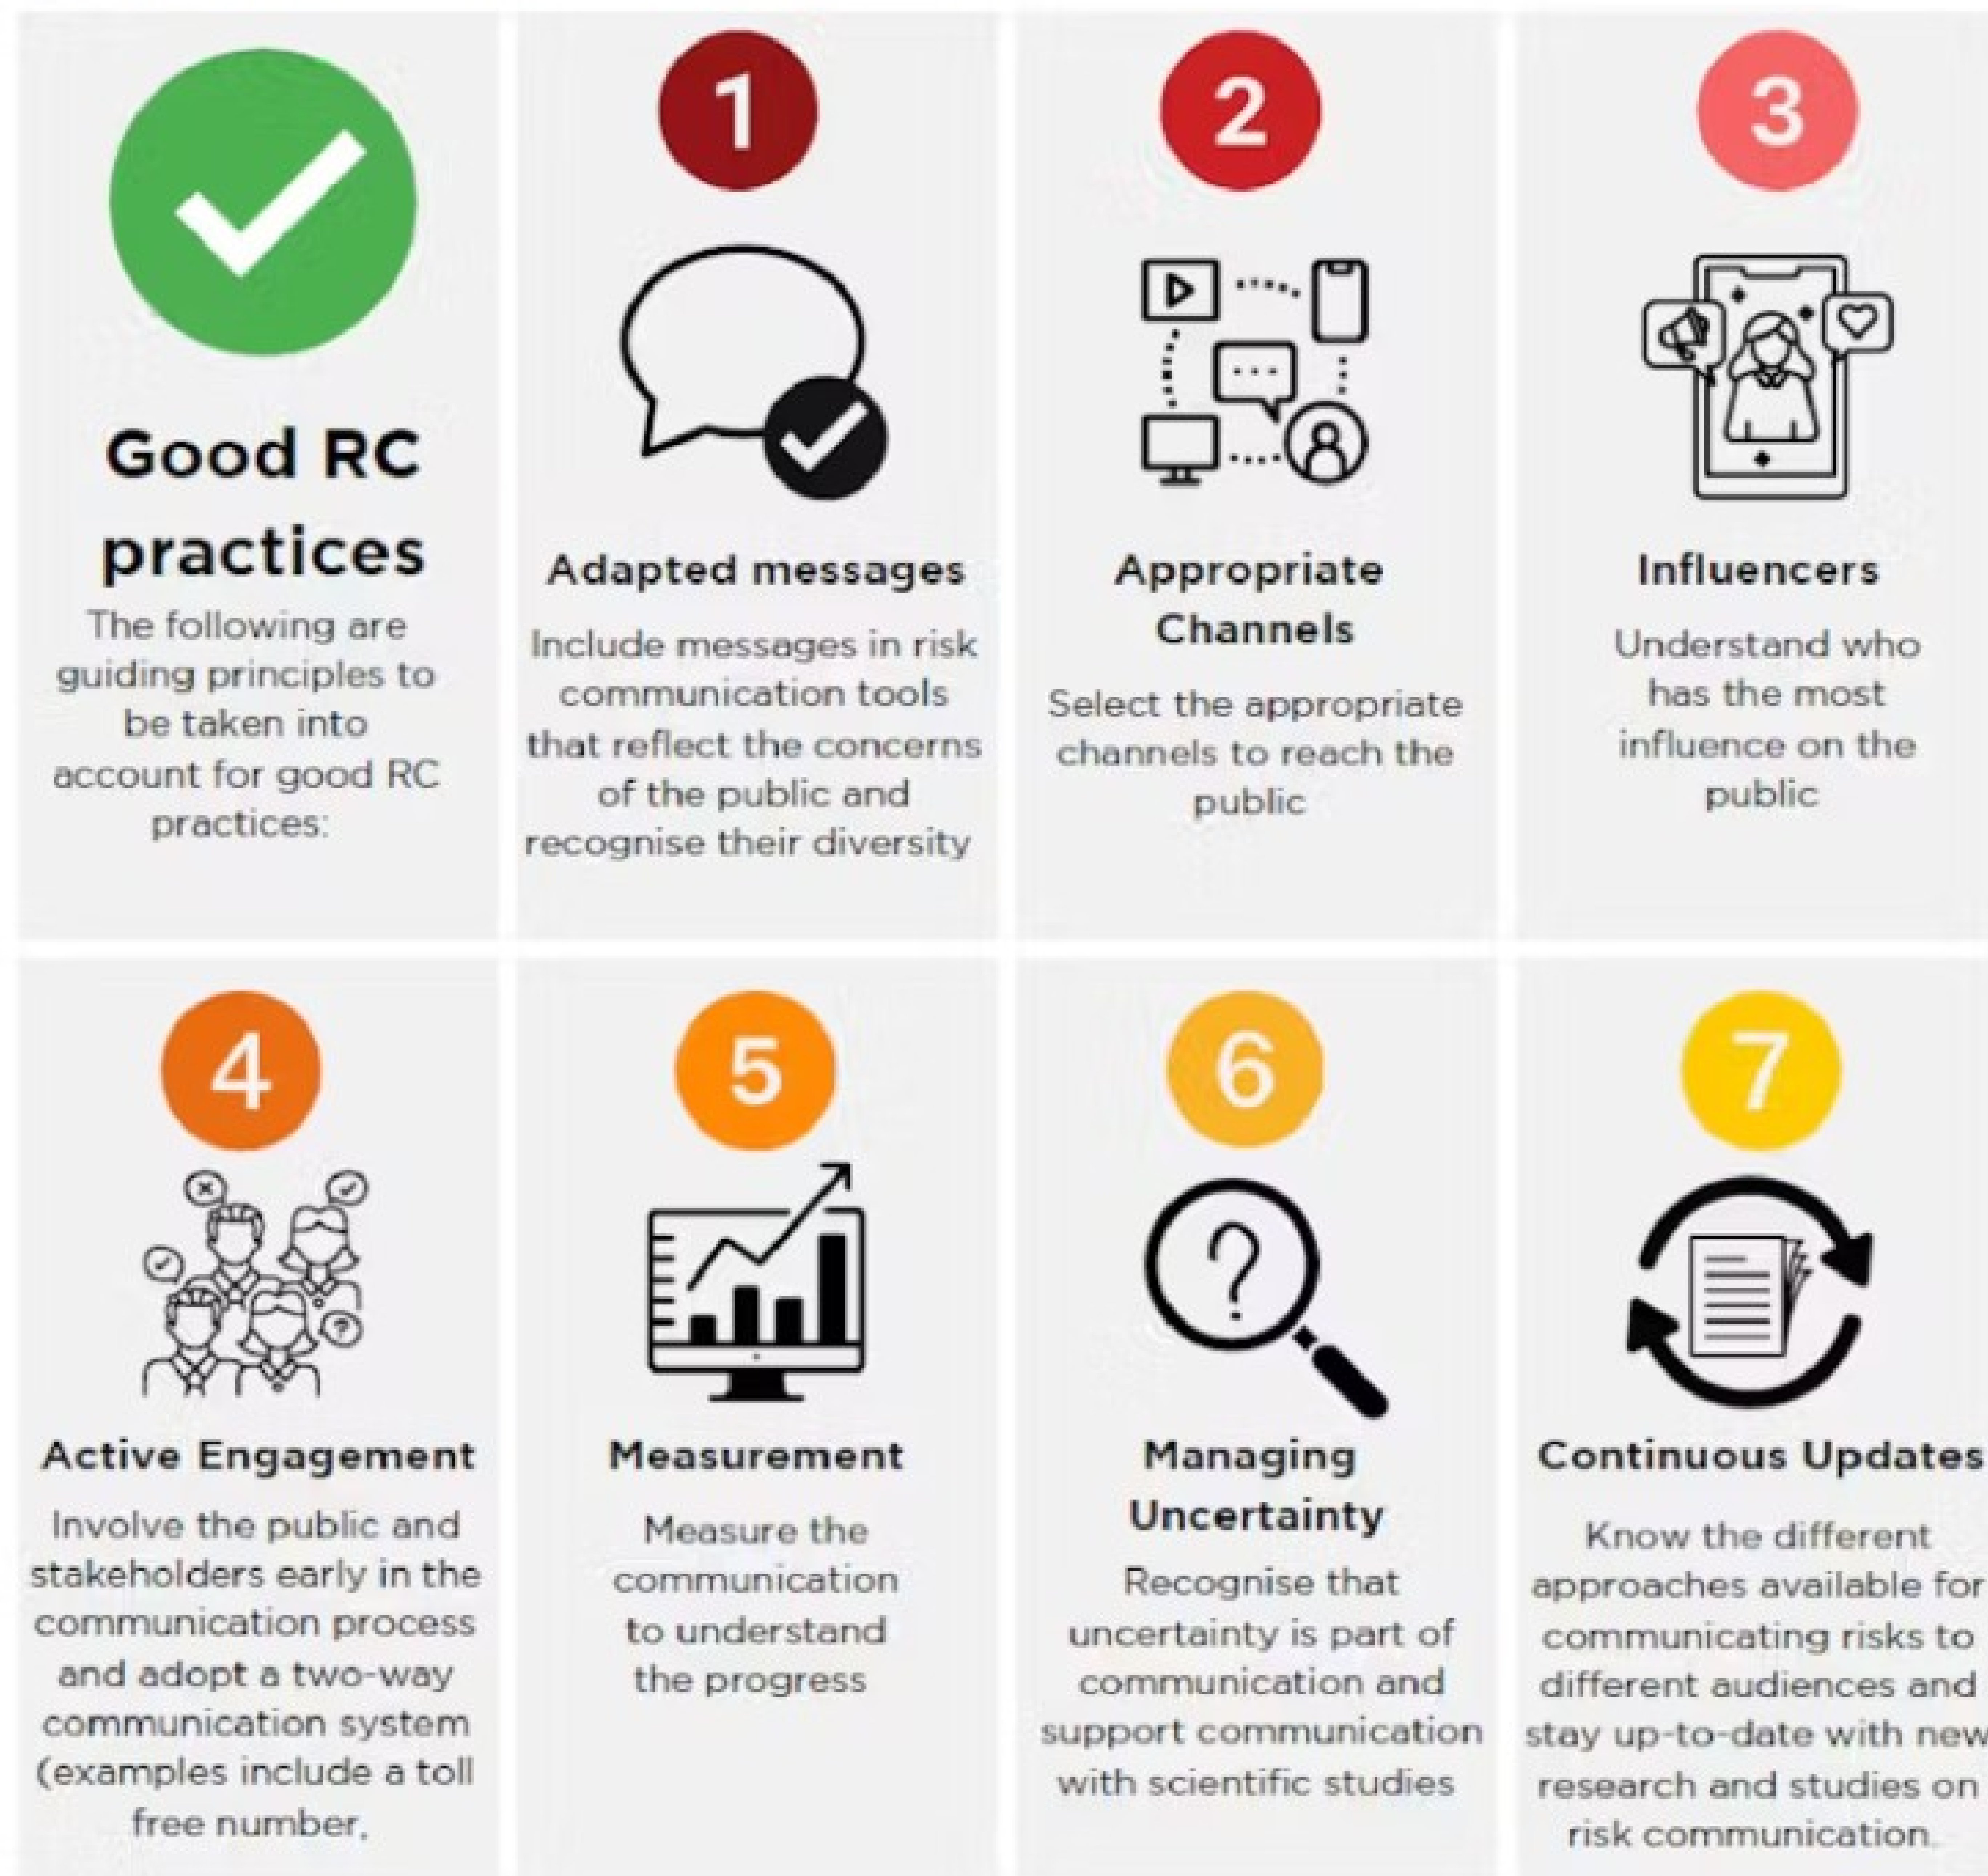 Good RC
practices
The following are
guiding principles to
be taken into
account for good RC
practices:
1
Adapted messages
Include messages in risk
communication tools
that reflect the concerns
of the public and
recognise their diversity
2
Appropriate
Channels
Select the appropriate
channels to reach the
public
3
Influencers
Understand who
has the most
influence on the
public
4
Active Engagement
Involve the public and
stakeholders early in the
communication process
and adopt a two-way
communication system
(examples include a toll
free number,
5
Measurement
Measure the
communication
to understand
the progress
6
Managing
Uncertainty
Recognise that
uncertainty is part of
communication and
support communication
with scientific studies
7
Continuous Updates
Know the different
approaches available for
communicating risks to
different audiences and
stay up-to-date with new
research and studies on
risk communication.